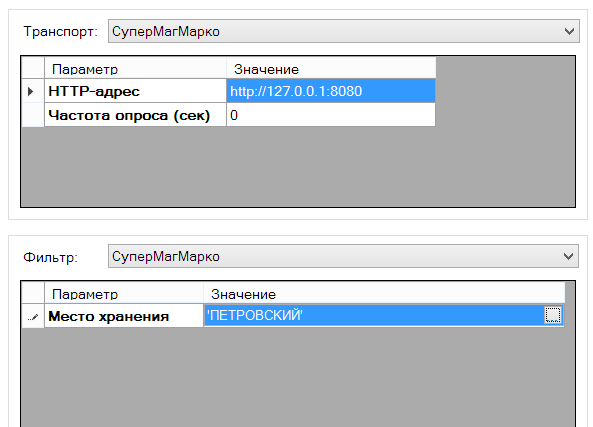 Транспорт: СуперМагМарко
Параметр Значение
HTTP-адрес http://127.0.0.1:8080
Частота опроса (сек) 0
Фильтр: СуперМагМарко
Параметр Значение
Место хранения 'ПЕТРОВСКИЙ' ...